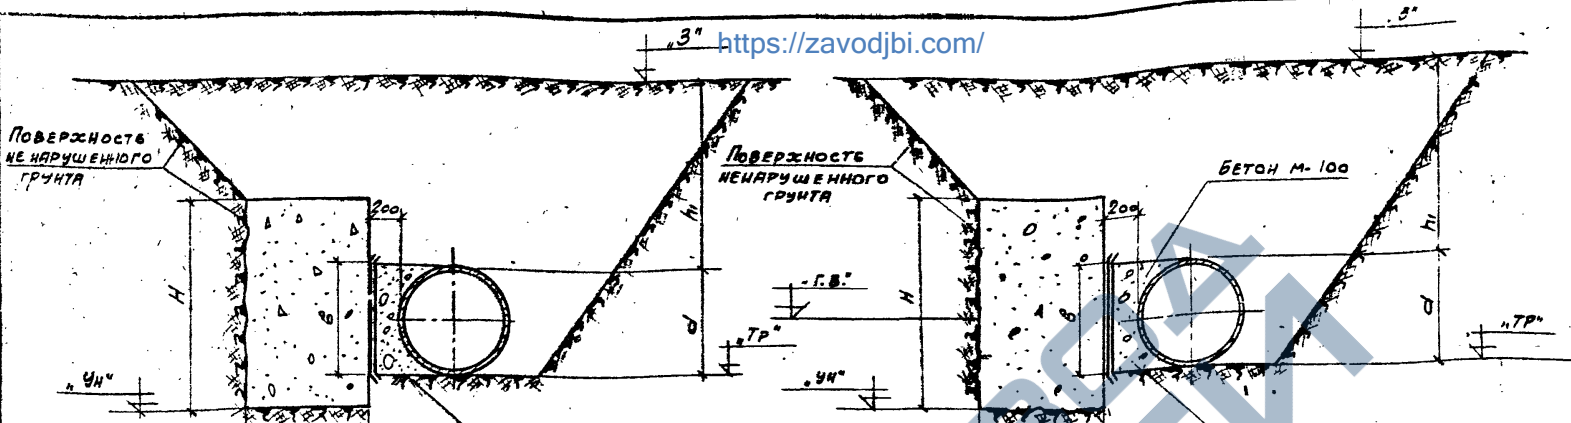 „З"
https://zavodjbi.com/
„З"
Поверхность
не нарушенного
грунта
200
h1
H
в
d
„ТР"
„УН"
Поверхность
ненарушенного
грунта
Бетон М-100
200
h1
„Г.В."
H
в
d
„ТР"
„УН"